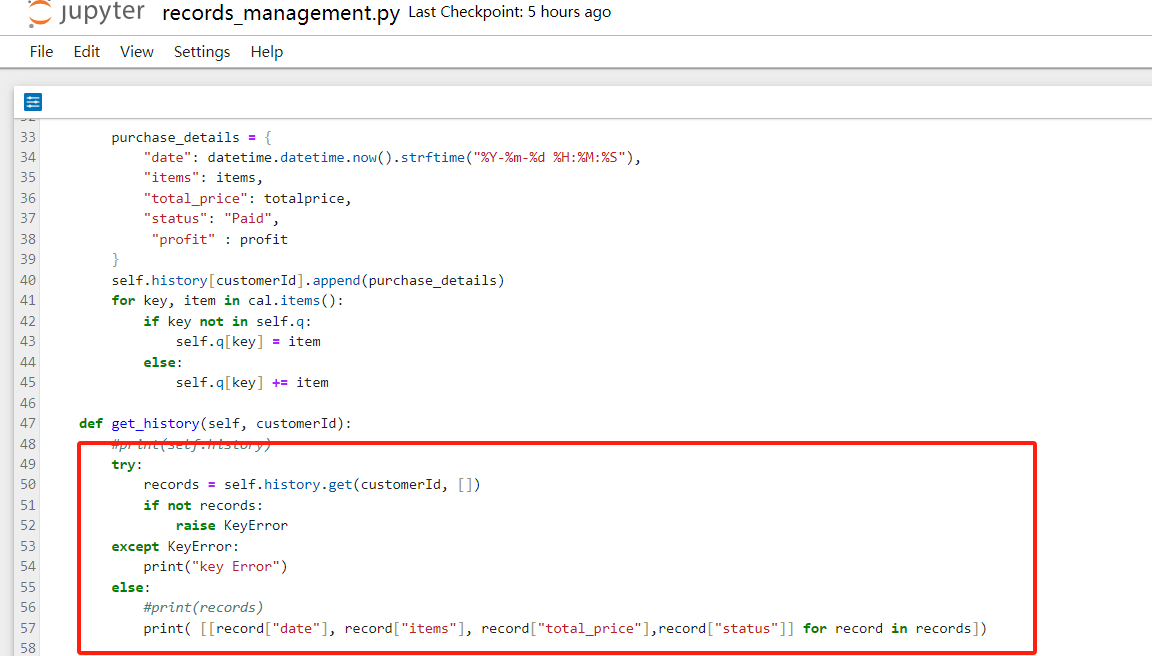 jupyter records_management.py Last Checkpoint: 5 hours ago
File Edit View Settings Help
32
33 purchase_details = {
34 "date": datetime.datetime.now().strftime("%Y-%m-%d %H:%M:%S"),
35 "items": items,
36 "total_price": totalprice,
37 "status": "Paid",
38 "profit" : profit
39 }
40 self.history[customerId].append(purchase_details)
41 for key, item in cal.items():
42 if key not in self.q:
43 self.q[key] = item
44 else:
45 self.q[key] += item
46
47 def get_history(self, customerId):
48 #print(self.history)
49 try:
50 records = self.history.get(customerId, [])
51 if not records:
52 raise KeyError
53 except KeyError:
54 print("key Error")
55 else:
56 #print(records)
57 print( [[record["date"], record["items"], record["total_price"],record["status"]] for record in records])
58